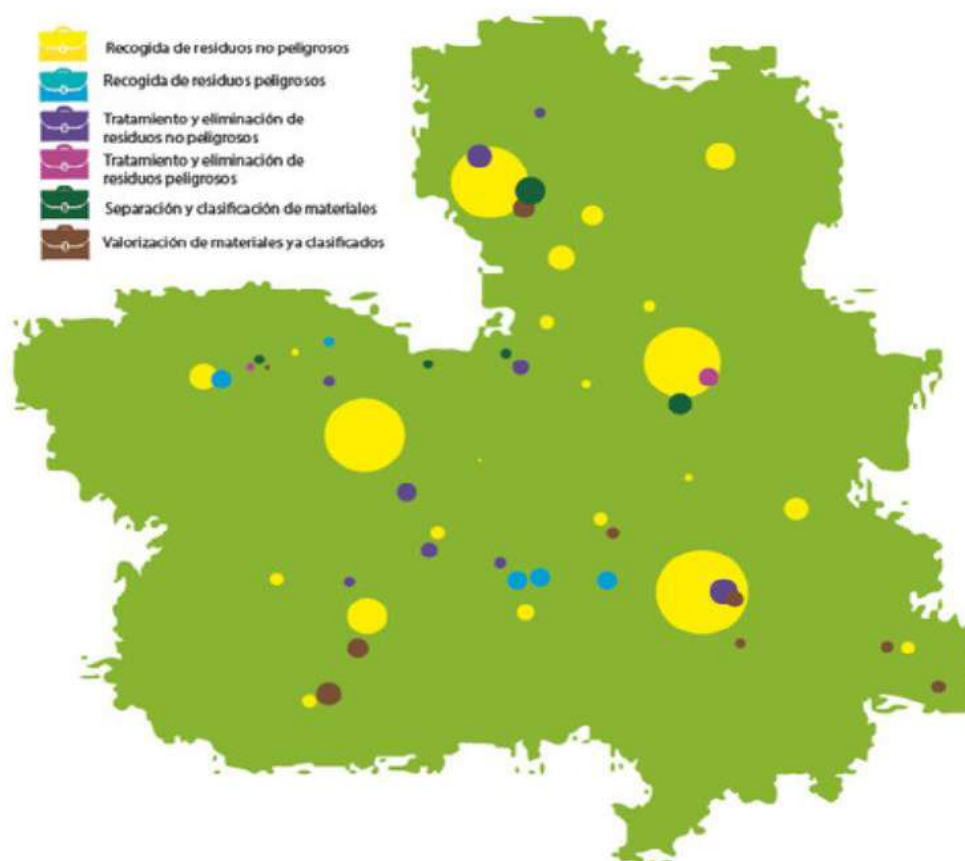 Recogida de residuos no peligrosos
Recogida de residuos peligrosos
Tratamiento y eliminación de
residuos no peligrosos
Tratamiento y eliminación de
residuos peligrosos
Separación y clasificación de materiales
Valorización de materiales ya clasificados